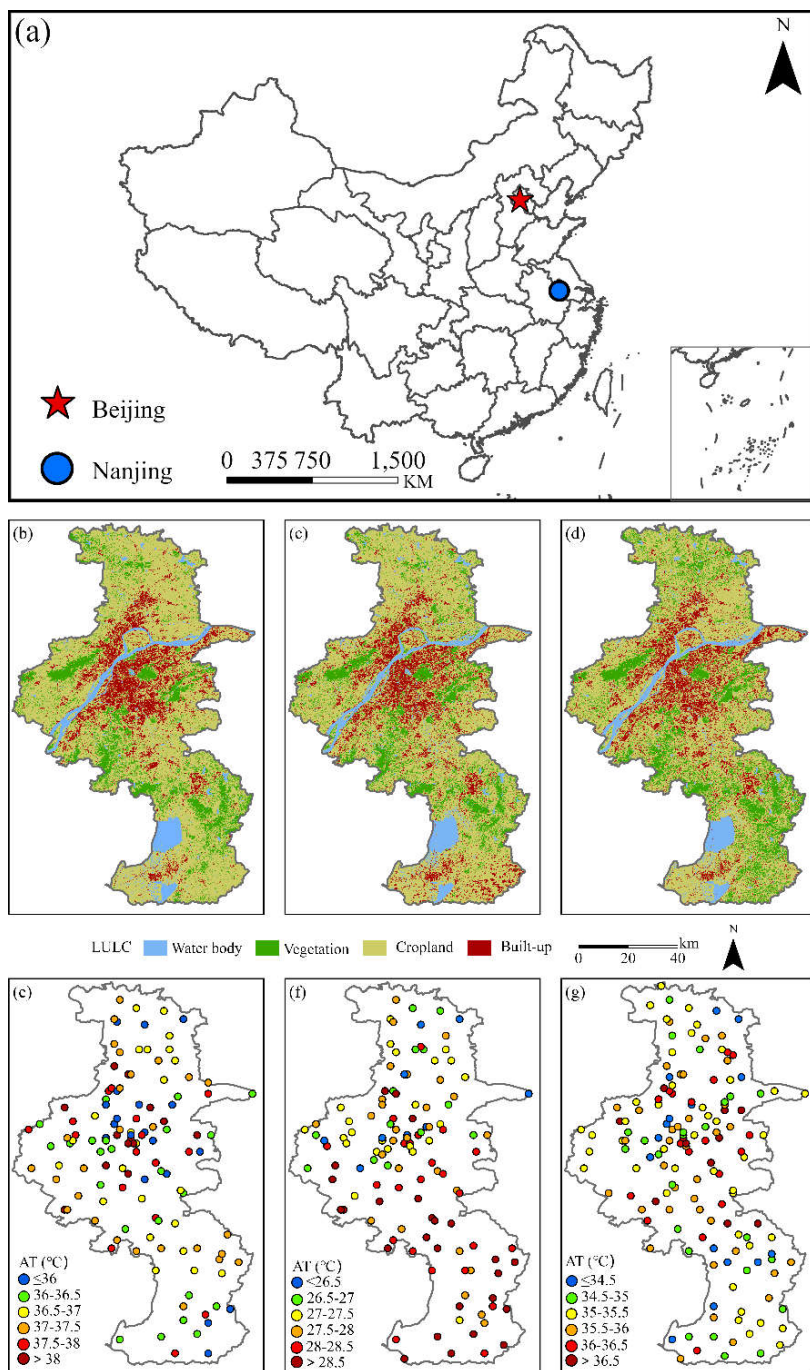 (a)
N
Beijing
Nanjing
0 375 750 1,500
KM
(b)
(c)
(d)
LULC Water body Vegetation Cropland Built-up 0 20 40 km
N
(e)
(f)
(g)
AT (℃)
≤36
36-36.5
36.5-37
37-37.5
37.5-38
> 38
AT (℃)
<26.5
26.5-27
27-27.5
27.5-28
28-28.5
> 28.5
AT (℃)
≤34.5
34.5-35
35-35.5
35.5-36
36-36.5
> 36.5